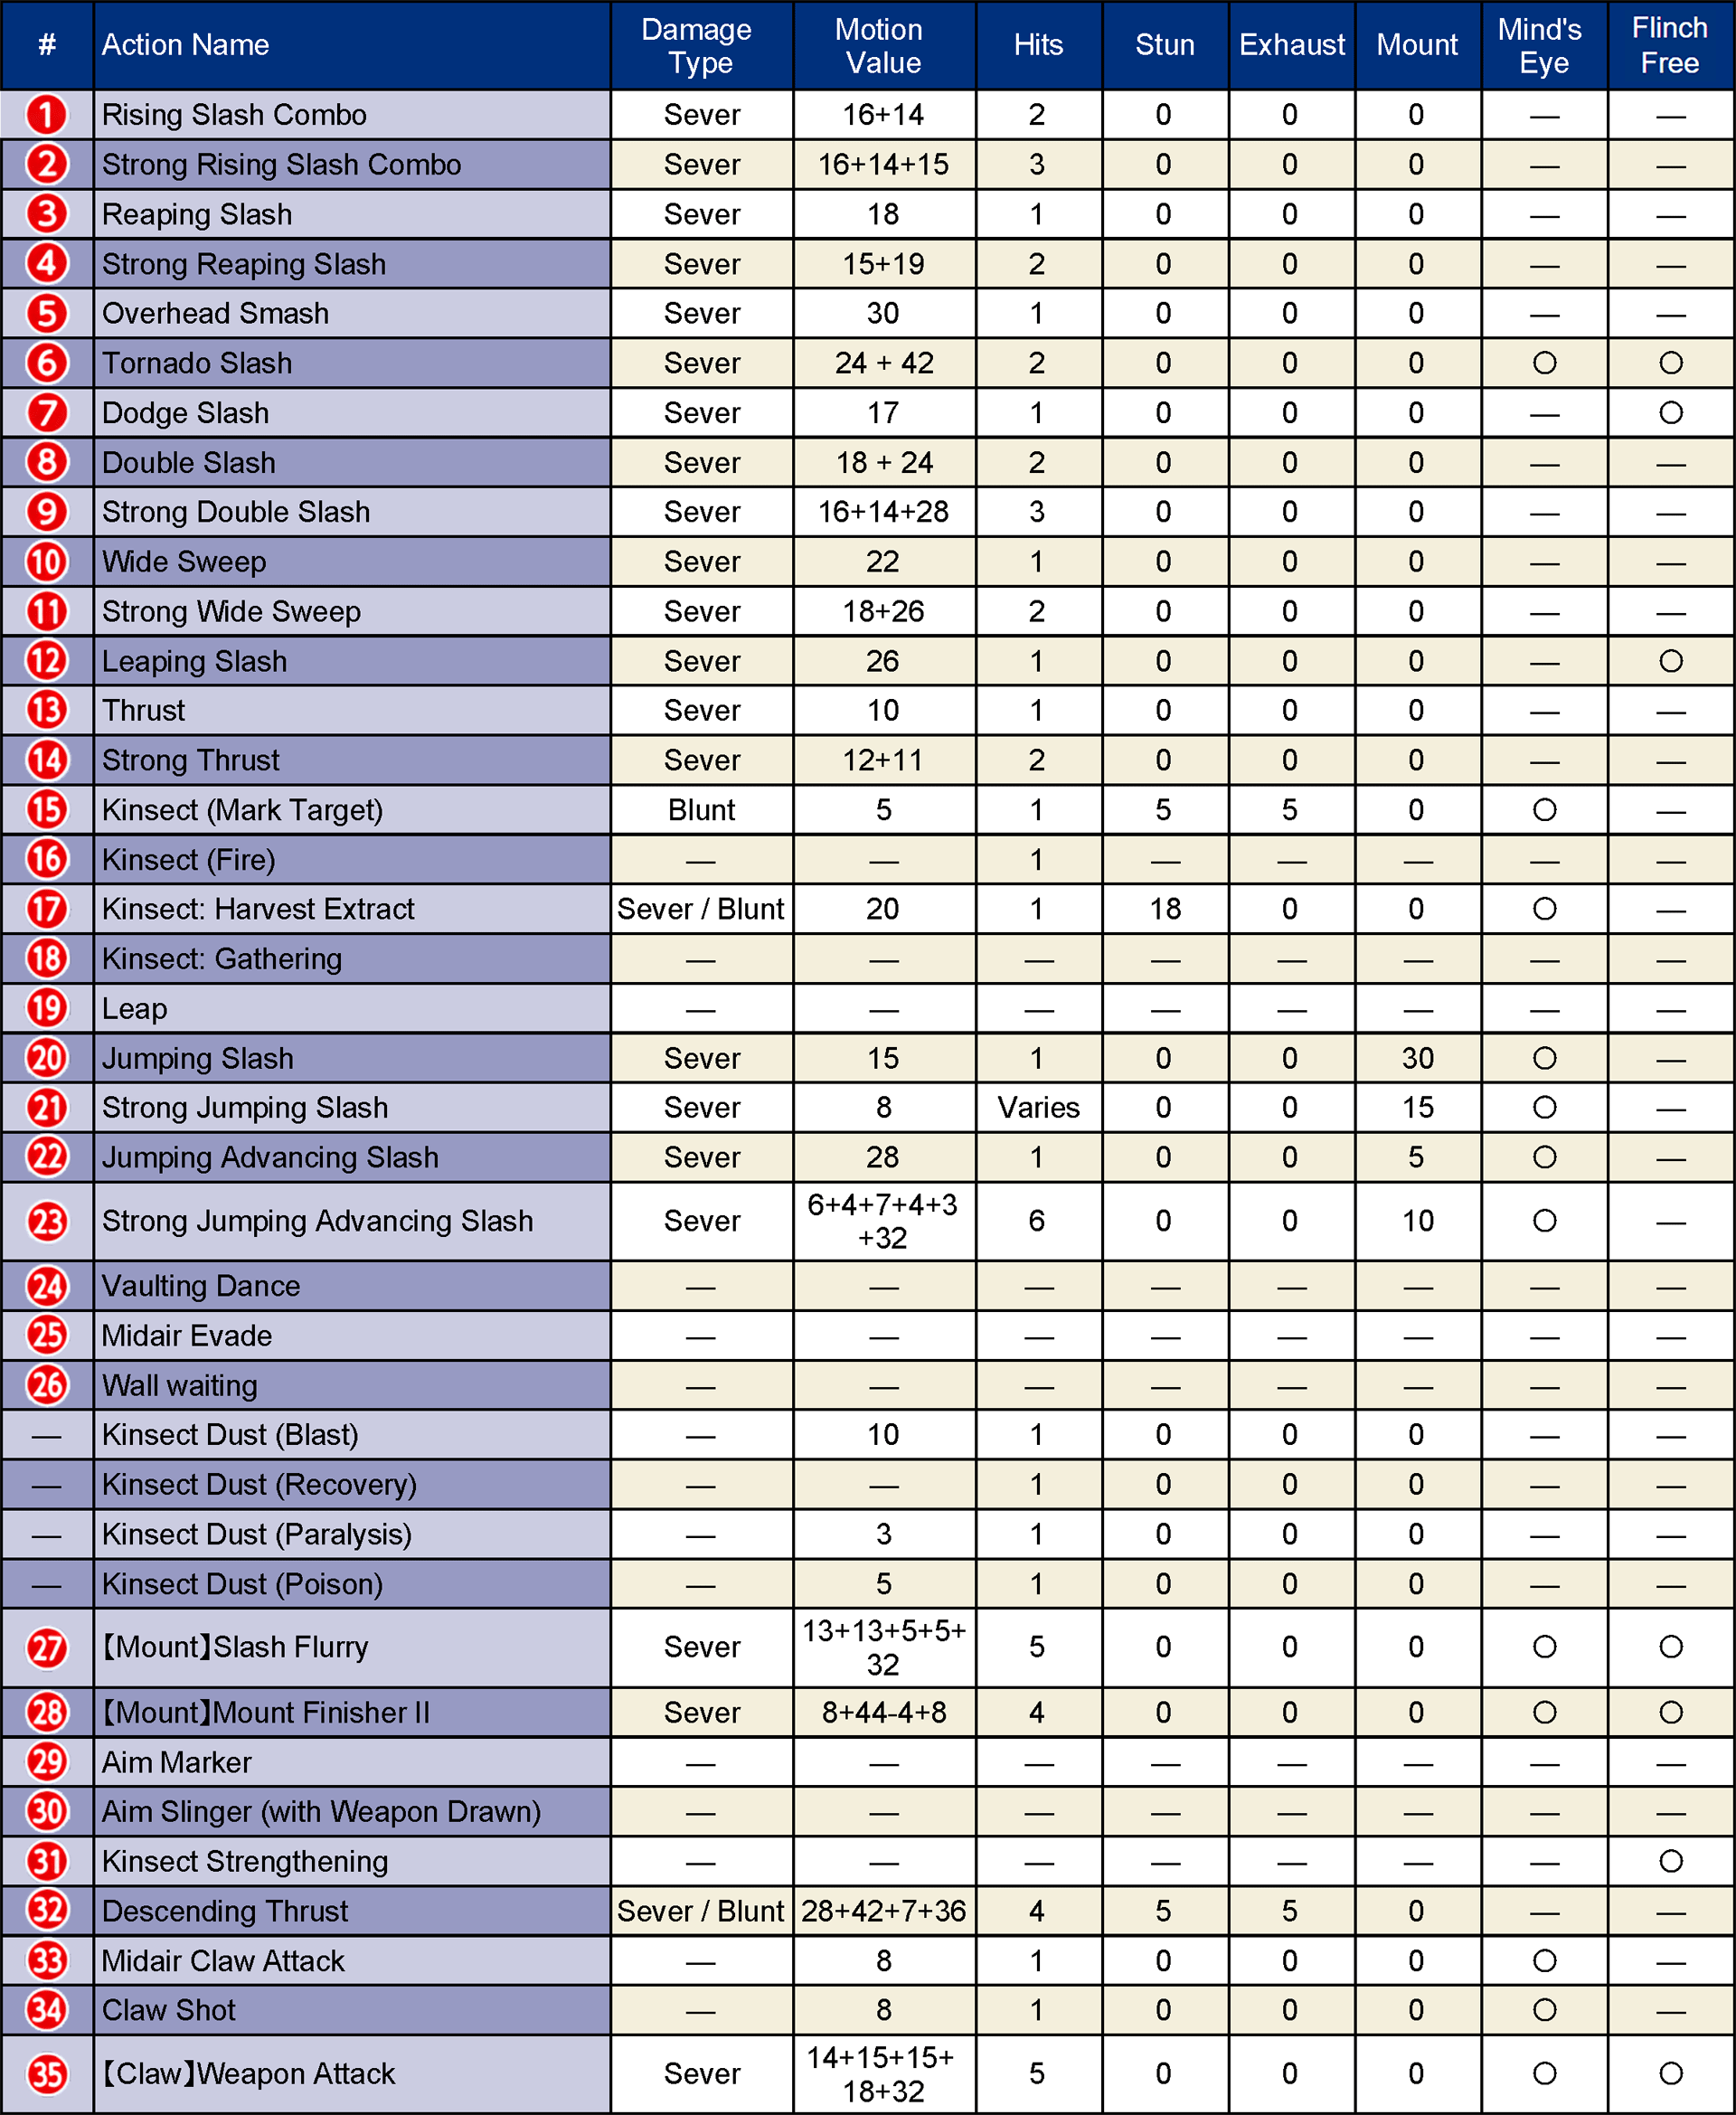 # Action Name Damage Type Motion Value Hits Stun Exhaust Mount Mind's Eye Flinch Free
1 Rising Slash Combo Sever 16+14 2 0 0 0 — —
2 Strong Rising Slash Combo Sever 16+14+15 3 0 0 0 — —
3 Reaping Slash Sever 18 1 0 0 0 — —
4 Strong Reaping Slash Sever 15+19 2 0 0 0 — —
5 Overhead Smash Sever 30 1 0 0 0 — —
6 Tornado Slash Sever 24 + 42 2 0 0 0 ○ ○
7 Dodge Slash Sever 17 1 0 0 0 — ○
8 Double Slash Sever 18 + 24 2 0 0 0 — —
9 Strong Double Slash Sever 16+14+28 3 0 0 0 — —
10 Wide Sweep Sever 22 1 0 0 0 — —
11 Strong Wide Sweep Sever 18+26 2 0 0 0 — —
12 Leaping Slash Sever 26 1 0 0 0 — ○
13 Thrust Sever 10 1 0 0 0 — —
14 Strong Thrust Sever 12+11 2 0 0 0 — —
15 Kinsect (Mark Target) Blunt 5 1 5 5 0 ○ —
16 Kinsect (Fire) — — 1 — — — — —
17 Kinsect: Harvest Extract Sever / Blunt 20 1 18 0 0 ○ —
18 Kinsect: Gathering — — — — — — — —
19 Leap — — — — — — — —
20 Jumping Slash Sever 15 1 0 0 30 ○ —
21 Strong Jumping Slash Sever 8 Varies 0 0 15 ○ —
22 Jumping Advancing Slash Sever 28 1 0 0 5 ○ —
23 Strong Jumping Advancing Slash Sever 6+4+7+4+3+32 6 0 0 10 ○ —
24 Vaulting Dance — — — — — — — —
25 Midair Evade — — — — — — — —
26 Wall waiting — — — — — — — —
— Kinsect Dust (Blast) — 10 1 0 0 0 — —
— Kinsect Dust (Recovery) — — 1 0 0 0 — —
— Kinsect Dust (Paralysis) — 3 1 0 0 0 — —
— Kinsect Dust (Poison) — 5 1 0 0 0 — —
27 【Mount】Slash Flurry Sever 13+13+5+5+32 5 0 0 0 ○ ○
28 【Mount】Mount Finisher II Sever 8+44-4+8 4 0 0 0 ○ ○
29 Aim Marker — — — — — — — —
30 Aim Slinger (with Weapon Drawn) — — — — — — — —
31 Kinsect Strengthening — — — — — — — ○
32 Descending Thrust Sever / Blunt 28+42+7+36 4 5 5 0 — —
33 Midair Claw Attack — 8 1 0 0 0 ○ —
34 Claw Shot — 8 1 0 0 0 ○ —
35 【Claw】Weapon Attack Sever 14+15+15+18+32 5 0 0 0 ○ ○